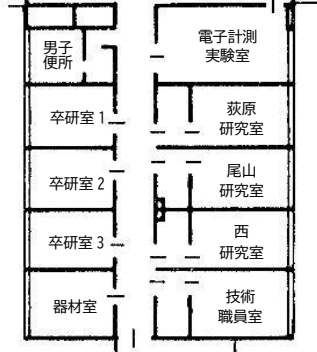 男子
便所
電子計測
実験室
卒研室 1
荻原
研究室
卒研室 2
尾山
研究室
卒研室 3
西
研究室
器材室
技術
職員室